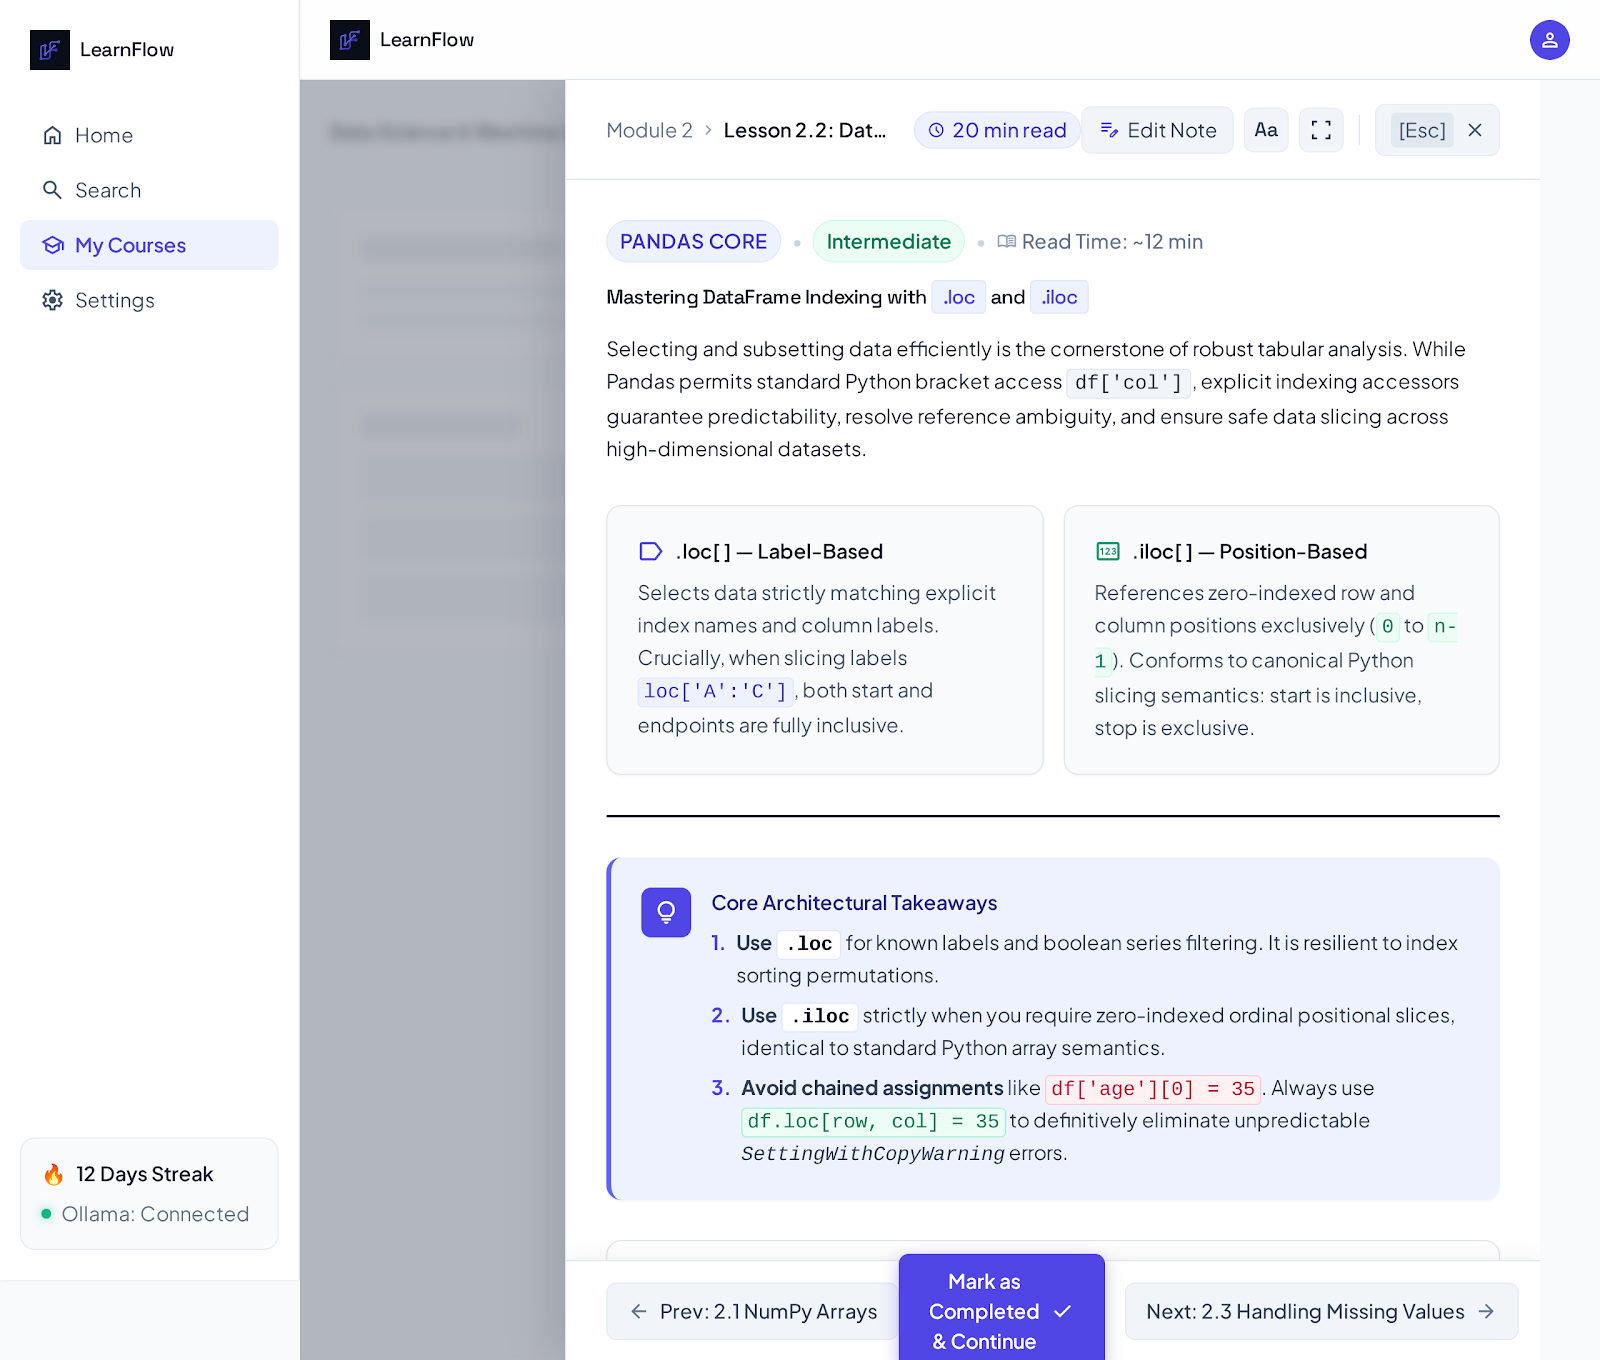 LearnFlow
Home
Search
My Courses
Settings
12 Days Streak
Ollama: Connected
LearnFlow
Module 2 > Lesson 2.2: Dat...
20 min read
Edit Note
Aa
[Esc]
PANDAS CORE • Intermediate • Read Time: ~12 min
Mastering DataFrame Indexing with .loc and .iloc
Selecting and subsetting data efficiently is the cornerstone of robust tabular analysis. While
Pandas permits standard Python bracket access df['col'], explicit indexing accessors
guarantee predictability, resolve reference ambiguity, and ensure safe data slicing across
high-dimensional datasets.
.loc[] — Label-Based
Selects data strictly matching explicit
index names and column labels.
Crucially, when slicing labels
loc['A':'C'], both start and
endpoints are fully inclusive.
123
.iloc[] — Position-Based
References zero-indexed row and
column positions exclusively (0 to n-
1). Conforms to canonical Python
slicing semantics: start is inclusive,
stop is exclusive.
Core Architectural Takeaways
1. Use .loc for known labels and boolean series filtering. It is resilient to index
sorting permutations.
2. Use .iloc strictly when you require zero-indexed ordinal positional slices,
identical to standard Python array semantics.
3. Avoid chained assignments like df['age'][0] = 35. Always use
df.loc[row, col] = 35 to definitively eliminate unpredictable
SettingWithCopyWarning errors.
← Prev: 2.1 NumPy Arrays
Mark as
Completed ✓
& Continue
Next: 2.3 Handling Missing Values →